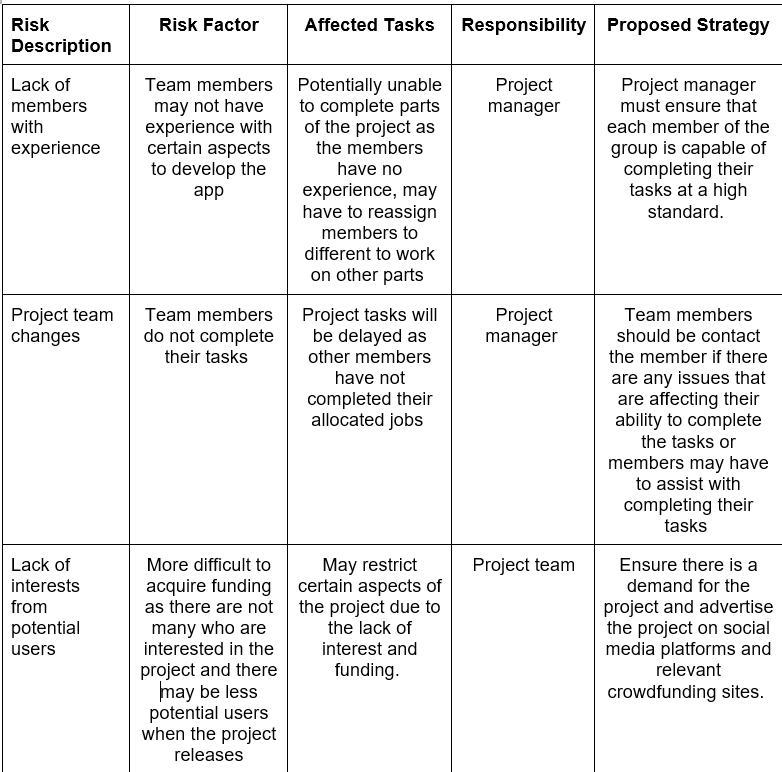 Risk Description
Risk Factor
Affected Tasks
Responsibility
Proposed Strategy
Lack of
members
with
experience
Team members
may not have
experience with
certain aspects
to develop the
app
Potentially unable
to complete parts
of the project as
the members
have no
experience, may
have to reassign
members to
different to work
on other parts
Project
manager
Project manager
must ensure that
each member of the
group is capable of
completing their
tasks at a high
standard.
Project team
changes
Team members
do not complete
their tasks
Project tasks will
be delayed as
other members
have not
completed their
allocated jobs
Project
manager
Team members
should be contact
the member if there
are any issues that
are affecting their
ability to complete
the tasks or
members may have
to assist with
completing their
tasks
Lack of
interests
from
potential
users
More difficult to
acquire funding
as there are not
many who are
interested in the
project and there
may be less
potential users
when the project
releases
May restrict
certain aspects of
the project due to
the lack of
interest and
funding.
Project team
Ensure there is a
demand for the
project and advertise
the project on social
media platforms and
relevant
crowdfunding sites.